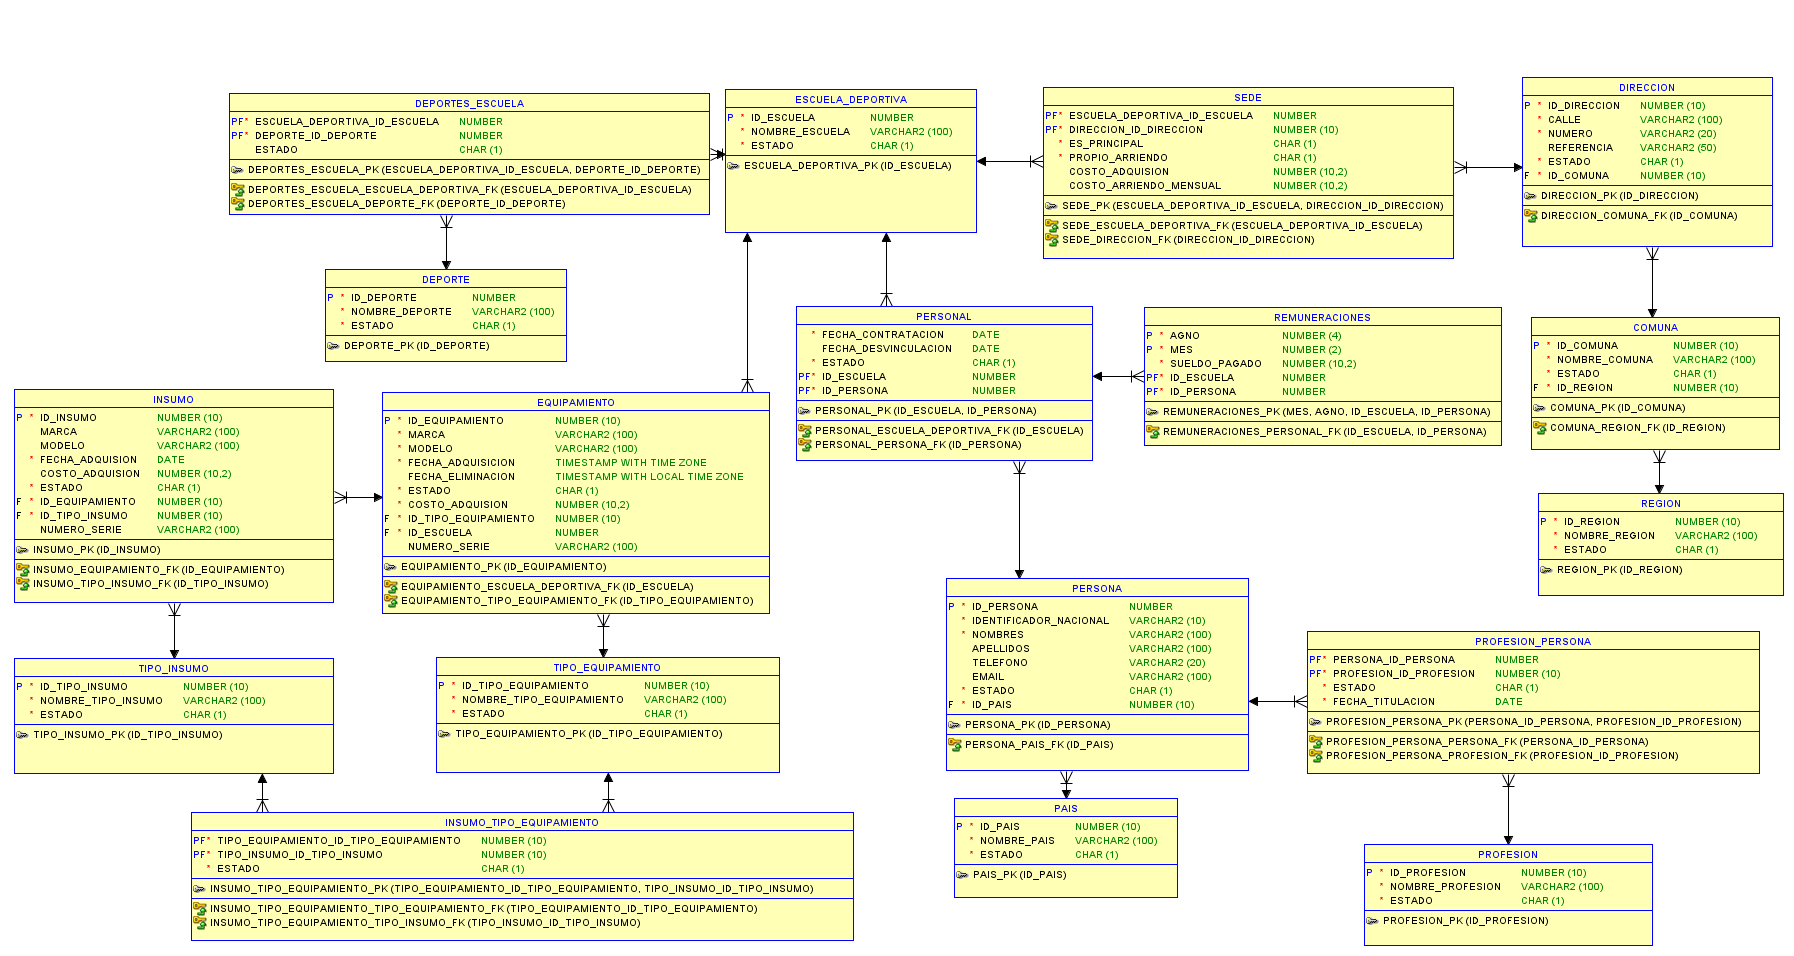 DEPORTES_ESCUELA
PF* ESCUELA_DEPORTIVA_ID_ESCUELA NUMBER
PF* DEPORTE_ID_DEPORTE NUMBER
ESTADO CHAR (1)
DEPORTES_ESCUELA_PK (ESCUELA_DEPORTIVA_ID_ESCUELA, DEPORTE_ID_DEPORTE)
DEPORTES_ESCUELA_ESCUELA_DEPORTIVA_FK (ESCUELA_DEPORTIVA_ID_ESCUELA)
DEPORTES_ESCUELA_DEPORTE_FK (DEPORTE_ID_DEPORTE)
ESCUELA_DEPORTIVA
P * ID_ESCUELA NUMBER
* NOMBRE_ESCUELA VARCHAR2 (100)
* ESTADO CHAR (1)
ESCUELA_DEPORTIVA_PK (ID_ESCUELA)
SEDE
PF* ESCUELA_DEPORTIVA_ID_ESCUELA NUMBER
PF* DIRECCION_ID_DIRECCION NUMBER (10)
* ES_PRINCIPAL CHAR (1)
* PROPIO_ARRIENDO CHAR (1)
COSTO_ADQUISION NUMBER (10,2)
COSTO_ARRIENDO_MENSUAL NUMBER (10,2)
SEDE_PK (ESCUELA_DEPORTIVA_ID_ESCUELA, DIRECCION_ID_DIRECCION)
SEDE_ESCUELA_DEPORTIVA_FK (ESCUELA_DEPORTIVA_ID_ESCUELA)
SEDE_DIRECCION_FK (DIRECCION_ID_DIRECCION)
DIRECCION
P * ID_DIRECCION NUMBER (10)
* CALLE VARCHAR2 (100)
* NUMERO VARCHAR2 (20)
REFERENCIA VARCHAR2 (50)
* ESTADO CHAR (1)
F * ID_COMUNA NUMBER (10)
DIRECCION_PK (ID_DIRECCION)
DIRECCION_COMUNA_FK (ID_COMUNA)
DEPORTE
P * ID_DEPORTE NUMBER
* NOMBRE_DEPORTE VARCHAR2 (100)
* ESTADO CHAR (1)
DEPORTE_PK (ID_DEPORTE)
PERSONAL
* FECHA_CONTRATACION DATE
FECHA_DESVINCULACION DATE
* ESTADO CHAR (1)
PF* ID_ESCUELA NUMBER
PF* ID_PERSONA NUMBER
PERSONAL_PK (ID_ESCUELA, ID_PERSONA)
PERSONAL_ESCUELA_DEPORTIVA_FK (ID_ESCUELA)
PERSONAL_PERSONA_FK (ID_PERSONA)
REMUNERACIONES
P * AGNO NUMBER (4)
P * MES NUMBER (2)
* SUELDO_PAGADO NUMBER (10,2)
PF* ID_ESCUELA NUMBER
PF* ID_PERSONA NUMBER
REMUNERACIONES_PK (MES, AGNO, ID_ESCUELA, ID_PERSONA)
REMUNERACIONES_PERSONAL_FK (ID_ESCUELA, ID_PERSONA)
COMUNA
P * ID_COMUNA NUMBER (10)
* NOMBRE_COMUNA VARCHAR2 (100)
* ESTADO CHAR (1)
F * ID_REGION NUMBER (10)
COMUNA_PK (ID_COMUNA)
COMUNA_REGION_FK (ID_REGION)
INSUMO
P * ID_INSUMO NUMBER (10)
MARCA VARCHAR2 (100)
MODELO VARCHAR2 (100)
* FECHA_ADQUISION DATE
COSTO_ADQUISION NUMBER (10,2)
* ESTADO CHAR (1)
F * ID_EQUIPAMIENTO NUMBER (10)
F * ID_TIPO_INSUMO NUMBER (10)
NUMERO_SERIE VARCHAR2 (100)
INSUMO_PK (ID_INSUMO)
INSUMO_EQUIPAMIENTO_FK (ID_EQUIPAMIENTO)
INSUMO_TIPO_INSUMO_FK (ID_TIPO_INSUMO)
EQUIPAMIENTO
P * ID_EQUIPAMIENTO NUMBER (10)
* MARCA VARCHAR2 (100)
* MODELO VARCHAR2 (100)
* FECHA_ADQUISICION TIMESTAMP WITH TIME ZONE
FECHA_ELIMINACION TIMESTAMP WITH LOCAL TIME ZONE
* ESTADO CHAR (1)
* COSTO_ADQUISION NUMBER (10,2)
F * ID_TIPO_EQUIPAMIENTO NUMBER (10)
F * ID_ESCUELA NUMBER
NUMERO_SERIE VARCHAR2 (100)
EQUIPAMIENTO_PK (ID_EQUIPAMIENTO)
EQUIPAMIENTO_ESCUELA_DEPORTIVA_FK (ID_ESCUELA)
EQUIPAMIENTO_TIPO_EQUIPAMIENTO_FK (ID_TIPO_EQUIPAMIENTO)
REGION
P * ID_REGION NUMBER (10)
* NOMBRE_REGION VARCHAR2 (100)
* ESTADO CHAR (1)
REGION_PK (ID_REGION)
PERSONA
P * ID_PERSONA NUMBER
* IDENTIFICADOR_NACIONAL VARCHAR2 (10)
* NOMBRES VARCHAR2 (100)
APELLIDOS VARCHAR2 (100)
TELEFONO VARCHAR2 (20)
EMAIL VARCHAR2 (100)
* ESTADO CHAR (1)
F * ID_PAIS NUMBER (10)
PERSONA_PK (ID_PERSONA)
PERSONA_PAIS_FK (ID_PAIS)
PROFESION_PERSONA
PF* PERSONA_ID_PERSONA NUMBER
PF* PROFESION_ID_PROFESION NUMBER (10)
* ESTADO CHAR (1)
* FECHA_TITULACION DATE
PROFESION_PERSONA_PK (PERSONA_ID_PERSONA, PROFESION_ID_PROFESION)
PROFESION_PERSONA_PERSONA_FK (PERSONA_ID_PERSONA)
PROFESION_PERSONA_PROFESION_FK (PROFESION_ID_PROFESION)
TIPO_INSUMO
P * ID_TIPO_INSUMO NUMBER (10)
* NOMBRE_TIPO_INSUMO VARCHAR2 (100)
* ESTADO CHAR (1)
TIPO_INSUMO_PK (ID_TIPO_INSUMO)
TIPO_EQUIPAMIENTO
P * ID_TIPO_EQUIPAMIENTO NUMBER (10)
* NOMBRE_TIPO_EQUIPAMIENTO VARCHAR2 (100)
* ESTADO CHAR (1)
TIPO_EQUIPAMIENTO_PK (ID_TIPO_EQUIPAMIENTO)
PAIS
P * ID_PAIS NUMBER (10)
* NOMBRE_PAIS VARCHAR2 (100)
* ESTADO CHAR (1)
PAIS_PK (ID_PAIS)
INSUMO_TIPO_EQUIPAMIENTO
PF* TIPO_EQUIPAMIENTO_ID_TIPO_EQUIPAMIENTO NUMBER (10)
PF* TIPO_INSUMO_ID_TIPO_INSUMO NUMBER (10)
* ESTADO CHAR (1)
INSUMO_TIPO_EQUIPAMIENTO_PK (TIPO_EQUIPAMIENTO_ID_TIPO_EQUIPAMIENTO, TIPO_INSUMO_ID_TIPO_INSUMO)
INSUMO_TIPO_EQUIPAMIENTO_TIPO_EQUIPAMIENTO_FK (TIPO_EQUIPAMIENTO_ID_TIPO_EQUIPAMIENTO)
INSUMO_TIPO_EQUIPAMIENTO_TIPO_INSUMO_FK (TIPO_INSUMO_ID_TIPO_INSUMO)
PROFESION
P * ID_PROFESION NUMBER (10)
* NOMBRE_PROFESION VARCHAR2 (100)
* ESTADO CHAR (1)
PROFESION_PK (ID_PROFESION)